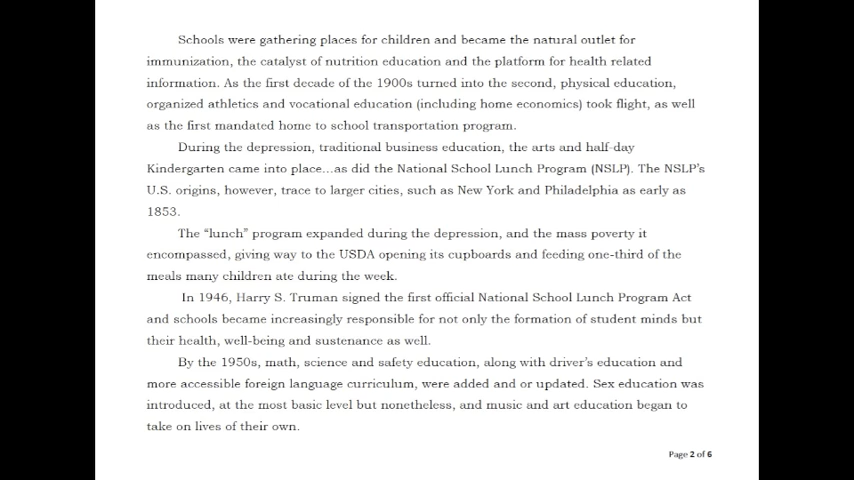 Schools were gathering places for children and became the natural outlet for
immunization, the catalyst of nutrition education and the platform for health related
information. As the first decade of the 1900s turned into the second, physical education,
organized athletics and vocational education (including home economics) took flight, as well
as the first mandated home to school transportation program.
During the depression, traditional business education, the arts and half-day
Kindergarten came into place...as did the National School Lunch Program (NSLP). The NSLP's
U.S. origins, however, trace to larger cities, such as New York and Philadelphia as early as
1853.
The “lunch” program expanded during the depression, and the mass poverty it
encompassed, giving way to the USDA opening its cupboards and feeding one-third of the
meals many children ate during the week.
In 1946, Harry S. Truman signed the first official National School Lunch Program Act
and schools became increasingly responsible for not only the formation of student minds but
their health, well-being and sustenance as well.
By the 1950s, math, science and safety education, along with driver's education and
more accessible foreign language curriculum, were added and or updated. Sex education was
introduced, at the most basic level but nonetheless, and music and art education began to
take on lives of their own.
Page 2 of 6